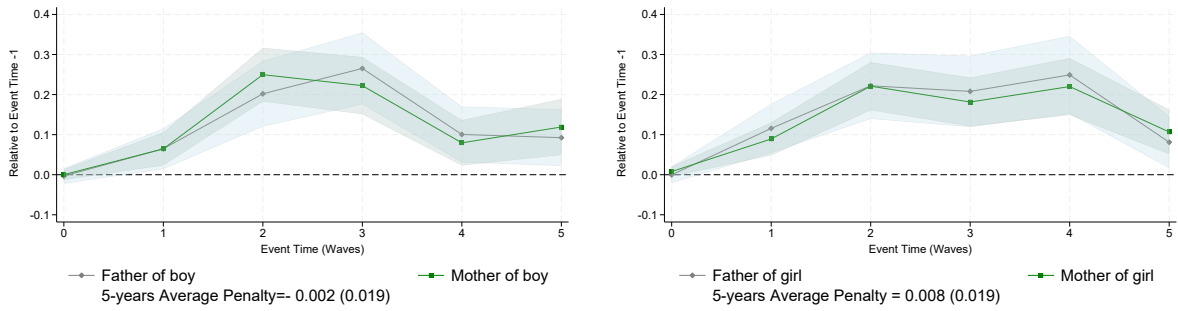 Relative to Event Time -1
0.4
0.3
0.2
0.1
0.0
-0.1
0 1 2 3 4 5
Event Time (Waves)
Father of boy Mother of boy
5-years Average Penalty=- 0.002 (0.019)
Relative to Event Time -1
0.4
0.3
0.2
0.1
0.0
-0.1
0 1 2 3 4 5
Event Time (Waves)
Father of girl Mother of girl
5-years Average Penalty = 0.008 (0.019)